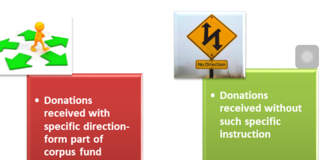 No Direction
• Donations
received with
specific direction-
form part of
corpus fund
• Donations
received without
such specific
instruction